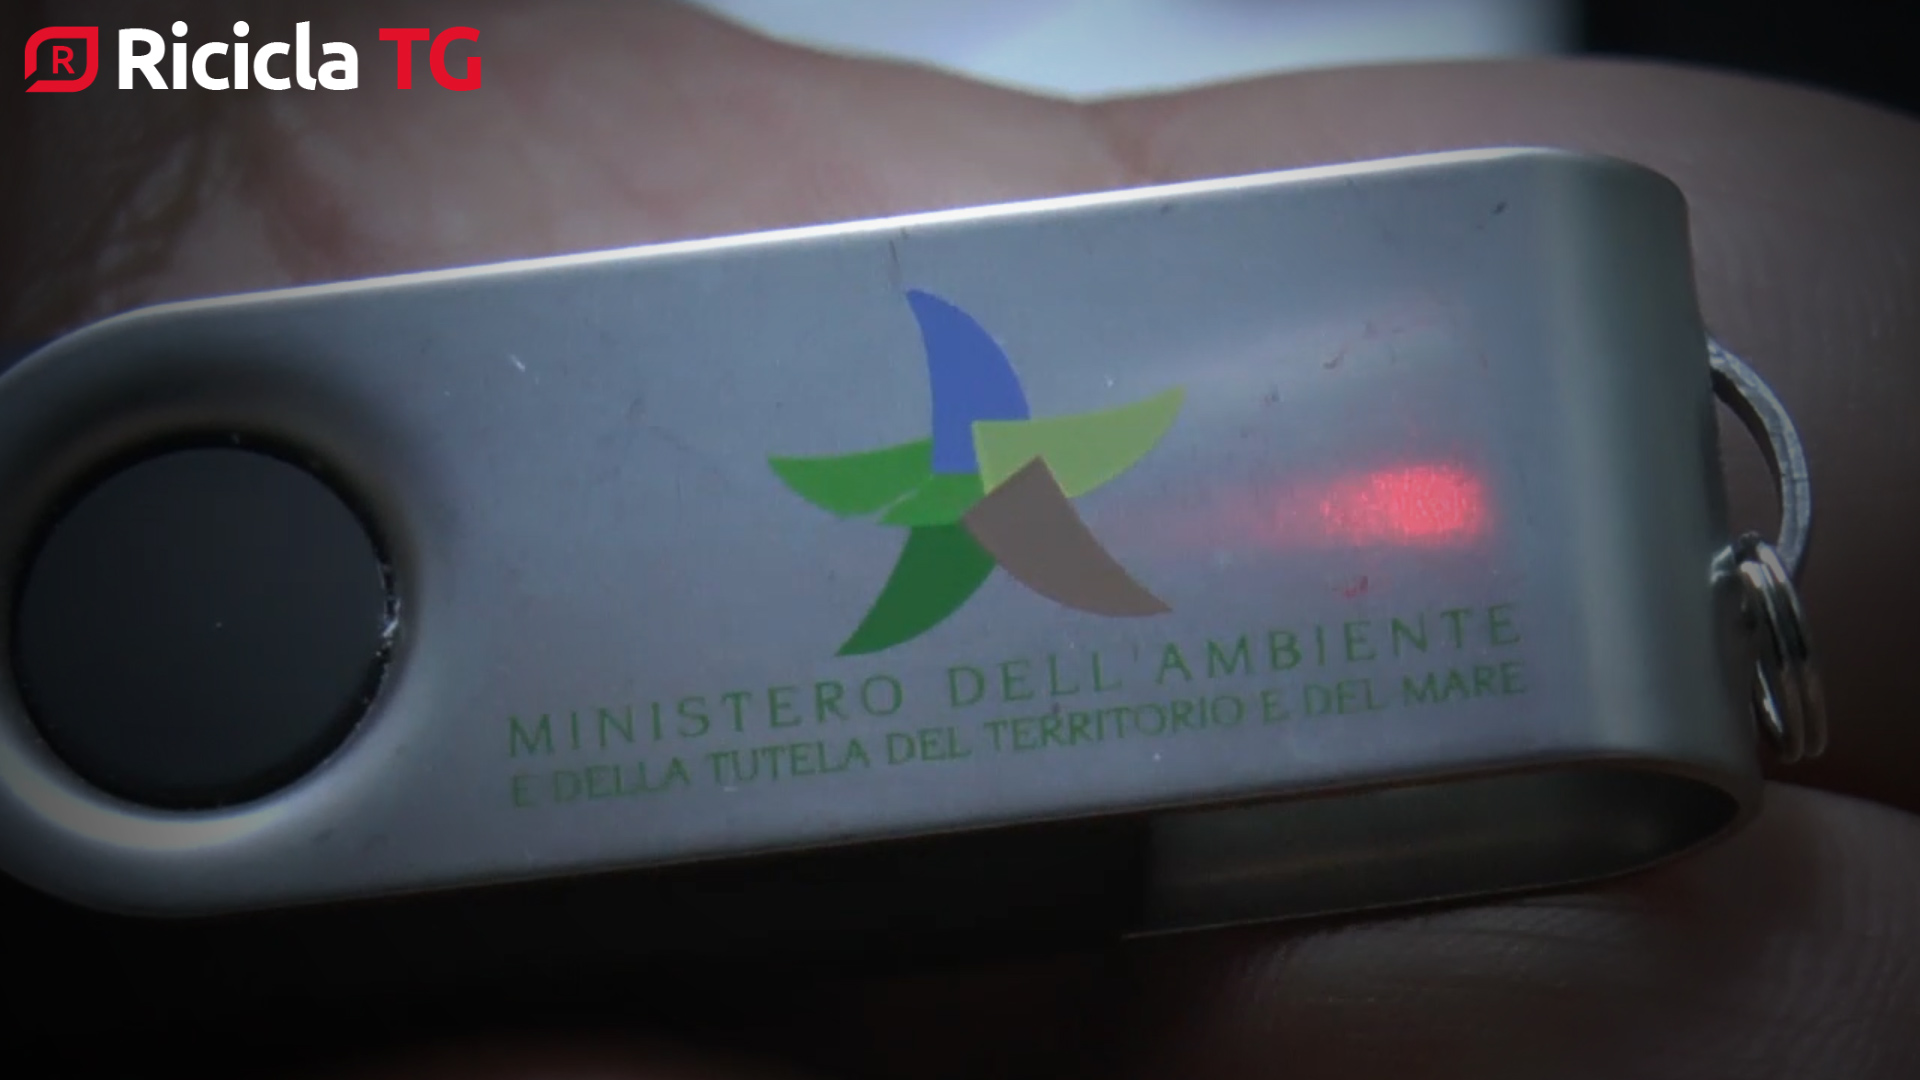 R Ricicla TG
MINISTERO DELL'AMBIENTE
E DELLA TUTELA DEL TERRITORIO E DEL MARE